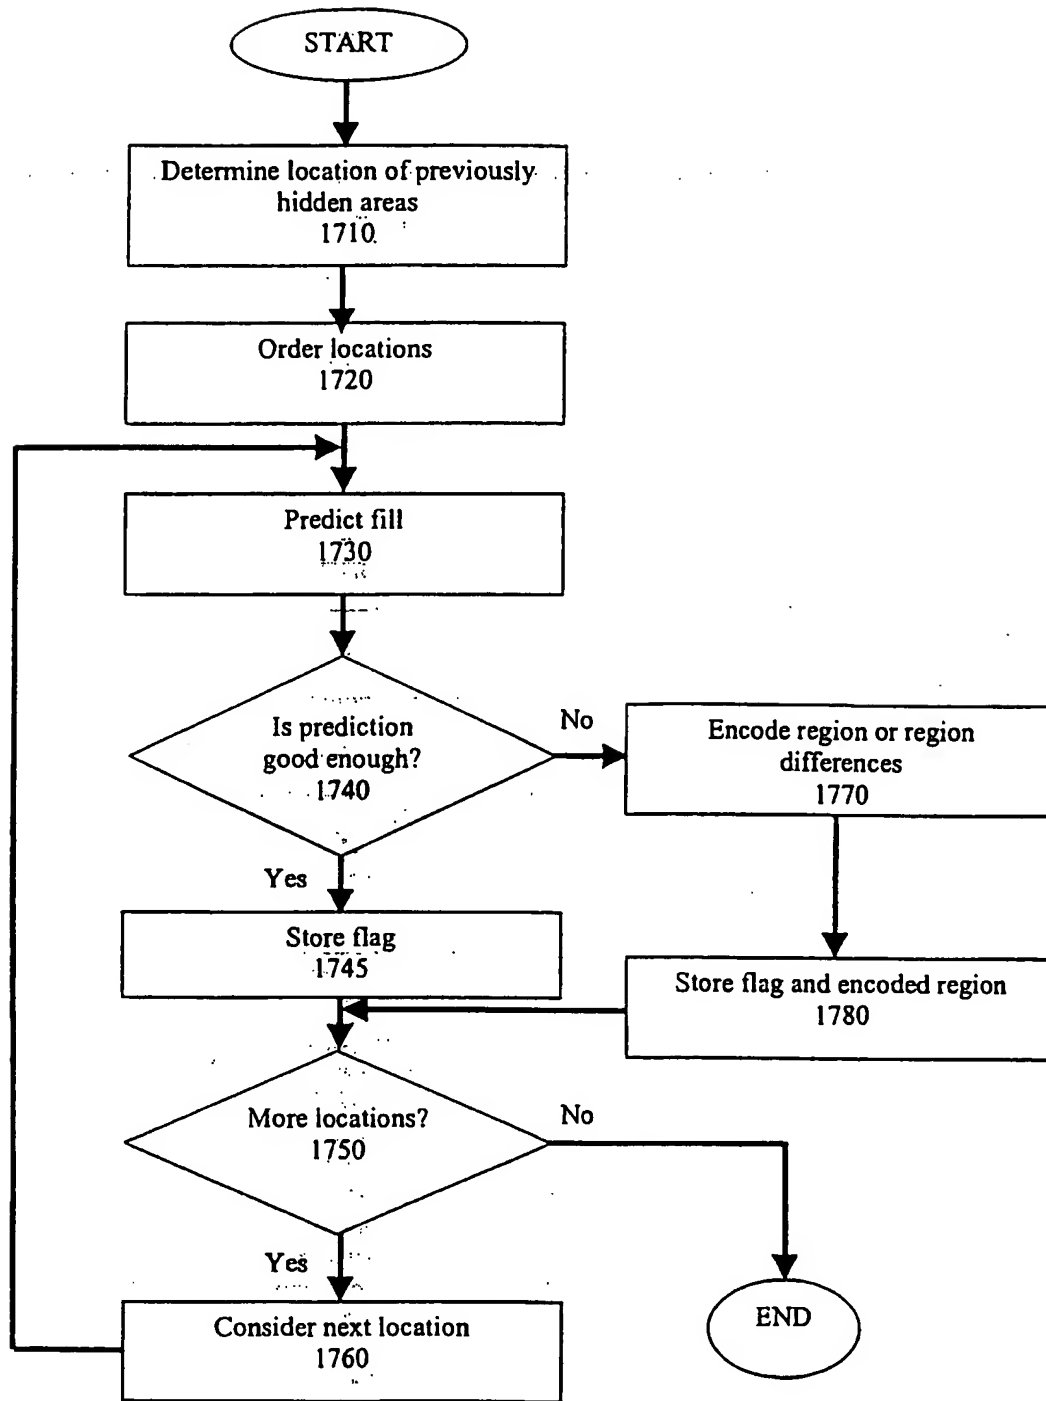 START
Determine location of previously
hidden areas
1710
Order locations
1720
Predict fill
1730
Is prediction
good enough?
1740
No
Encode region or region
differences
1770
Yes
Store flag
1745
Store flag and encoded region
1780
More locations?
1750
No
Yes
Consider next location
1760
END